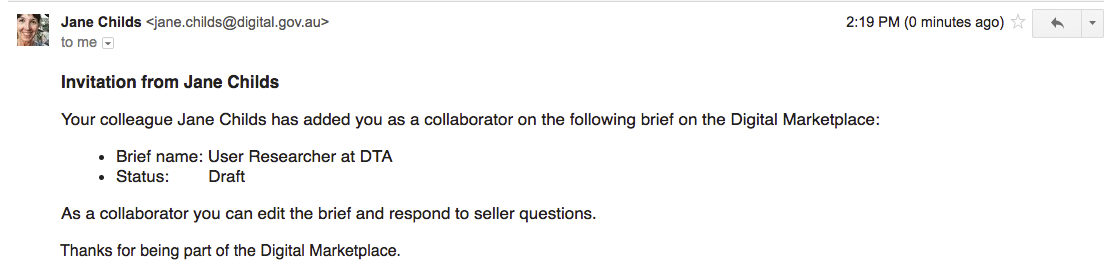 Jane Childs <jane.childs@digital.gov.au> 2:19 PM (0 minutes ago)
to me
Invitation from Jane Childs
Your colleague Jane Childs has added you as a collaborator on the following brief on the Digital Marketplace:
• Brief name: User Researcher at DTA
• Status: Draft
As a collaborator you can edit the brief and respond to seller questions.
Thanks for being part of the Digital Marketplace.